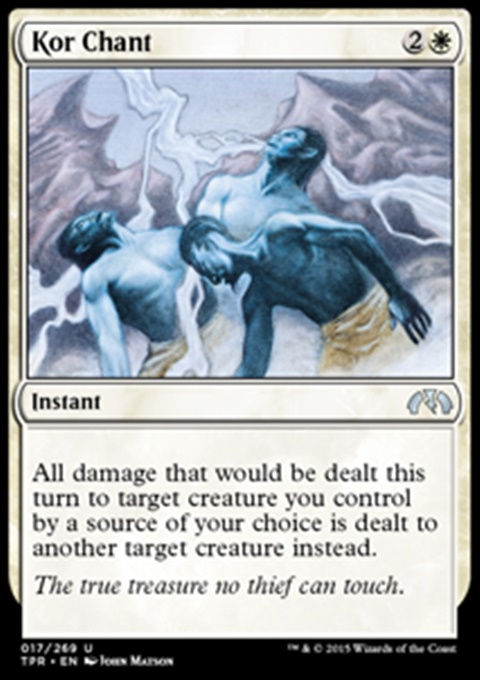 Kor Chant 2
Instant
All damage that would be dealt this
turn to target creature you control
by a source of your choice is dealt to
another target creature instead.
The true treasure no thief can touch.
017/269 U
TPR • EN John Matson
™ & © 2015 Wizards of the Coast